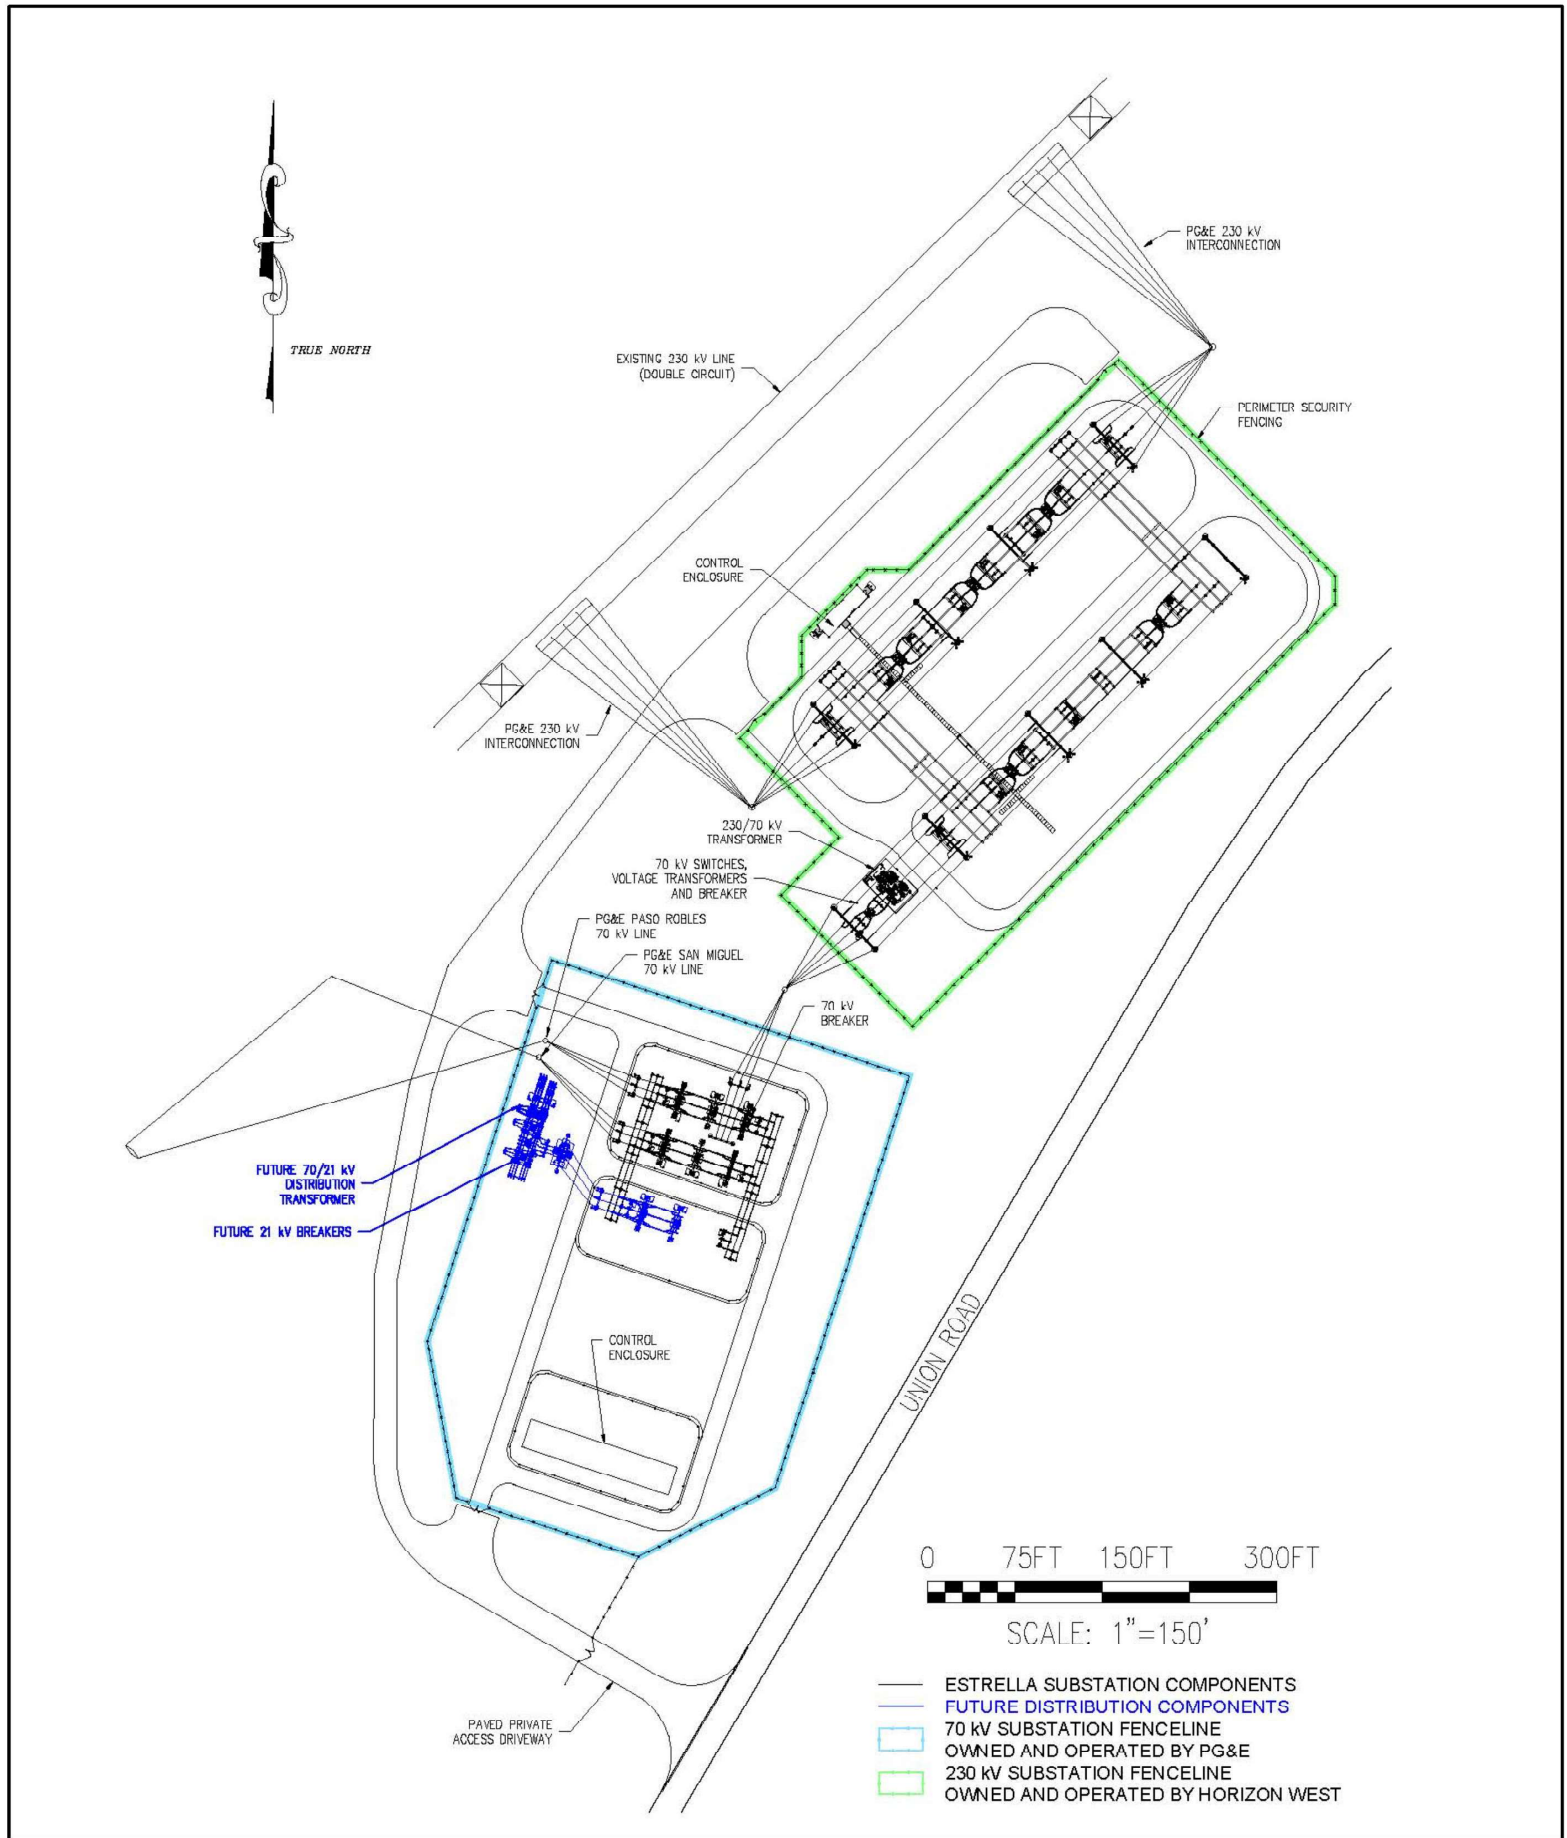 PG&E 230 kV
INTERCONNECTION
TRUE NORTH
EXISTING 230 kV LINE
(DOUBLE CIRCUIT)
PERIMETER SECURITY
FENCING
CONTROL
ENCLOSURE
PG&E 230 kV
INTERCONNECTION
230/70 kV
TRANSFORMER
70 kV SWITCHES,
VOLTAGE TRANSFORMERS
AND BREAKER
PG&E PASO ROBLES
70 kV LINE
PG&E SAN MIGUEL
70 kV LINE
70 kV
BREAKER
FUTURE 70/21 kV
DISTRIBUTION
TRANSFORMER
FUTURE 21 kV BREAKERS
CONTROL
ENCLOSURE
UNION ROAD
0 75FT 150FT 300FT
SCALE: 1"=150'
ESTRELLA SUBSTATION COMPONENTS
FUTURE DISTRIBUTION COMPONENTS
70 kV SUBSTATION FENCELINE
OWNED AND OPERATED BY PG&E
230 kV SUBSTATION FENCELINE
OWNED AND OPERATED BY HORIZON WEST
PAVED PRIVATE
ACCESS DRIVEWAY